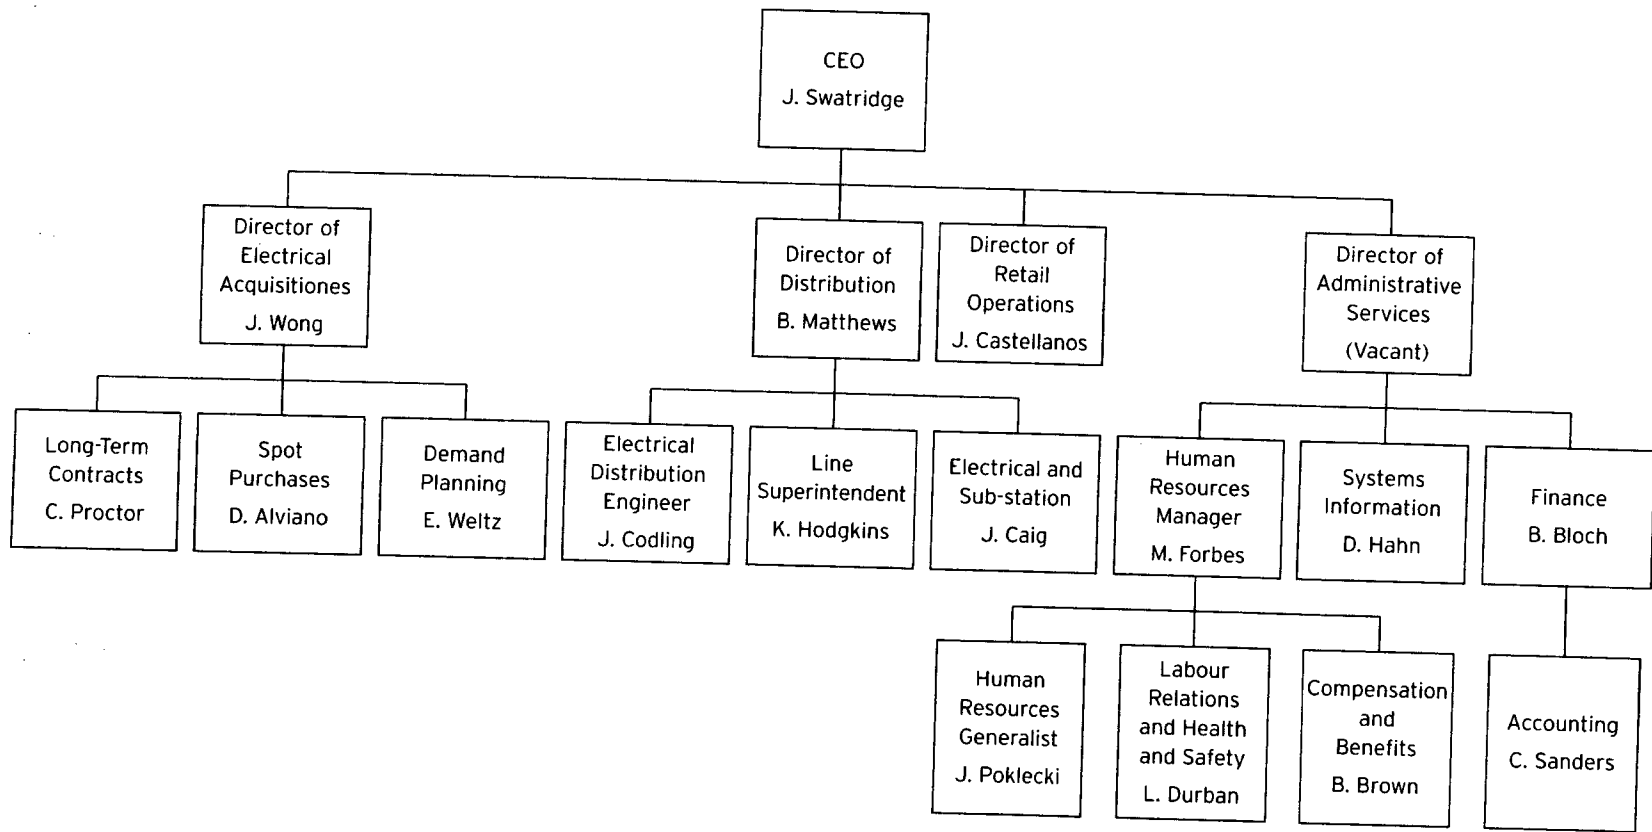 CEO
J. Swatridge
Director of
Electrical
Acquisitiones
J. Wong
Director of
Distribution
B. Matthews
Director of
Retail
Operations
J. Castellanos
Director of
Administrative
Services
(Vacant)
Long-Term
Contracts
C. Proctor
Spot
Purchases
D. Alviano
Demand
Planning
E. Weltz
Electrical
Distribution
Engineer
J. Codling
Line
Superintendent
K. Hodgkins
Electrical and
Sub-station
J. Caig
Human
Resources
Manager
M. Forbes
Systems
Information
D. Hahn
Finance
B. Bloch
Human
Resources
Generalist
J. Poklecki
Labour
Relations
and Health
and Safety
L. Durban
Compensation
and
Benefits
B. Brown
Accounting
C. Sanders